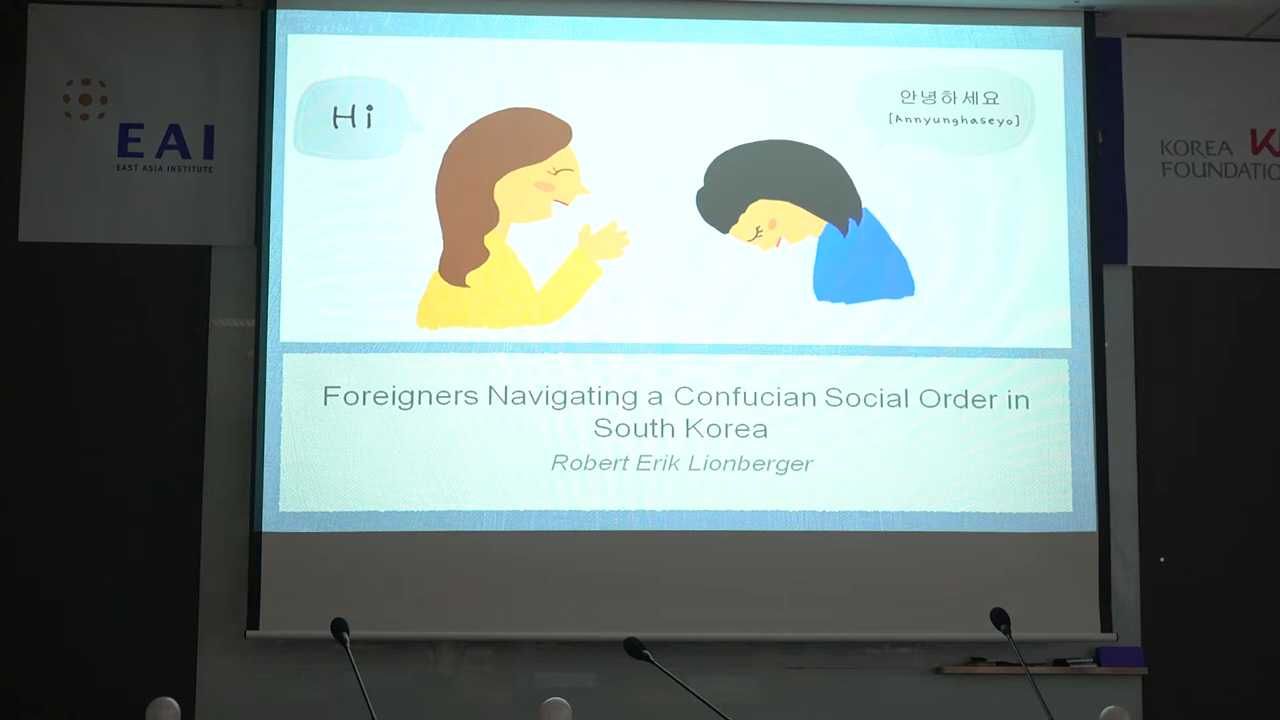 EAI
EAST ASIA INSTITUTE
Hi
안녕하세요
[Annyunghaseyo]
KOREA
FOUNDATIO
Foreigners Navigating a Confucian Social Order in
South Korea
Robert Erik Lionberger